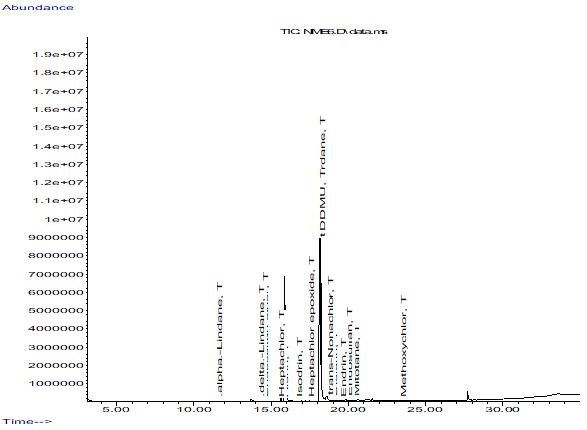 Abundance
TIC: NME6.D\data.ms
1.9e+07
1.8e+07
1.7e+07
1.6e+07
1.5e+07
1.4e+07
1.3e+07
1.2e+07
1.1e+07
1e+07
9000000
8000000
7000000
6000000
5000000
4000000
3000000
2000000
1000000
alpha.-Lindane, T
.delta.-Lindane, T
Heptachlor, T
Isodrin, T
Heptachlor epoxide, T
tDDMU, Trdane, T
trans-Nonachlor, T
Endrin, T
Endosulfan, T
Mitotane, T
Methoxychlor, T
5.00 10.00 15.00 20.00 25.00 30.00
Time-->